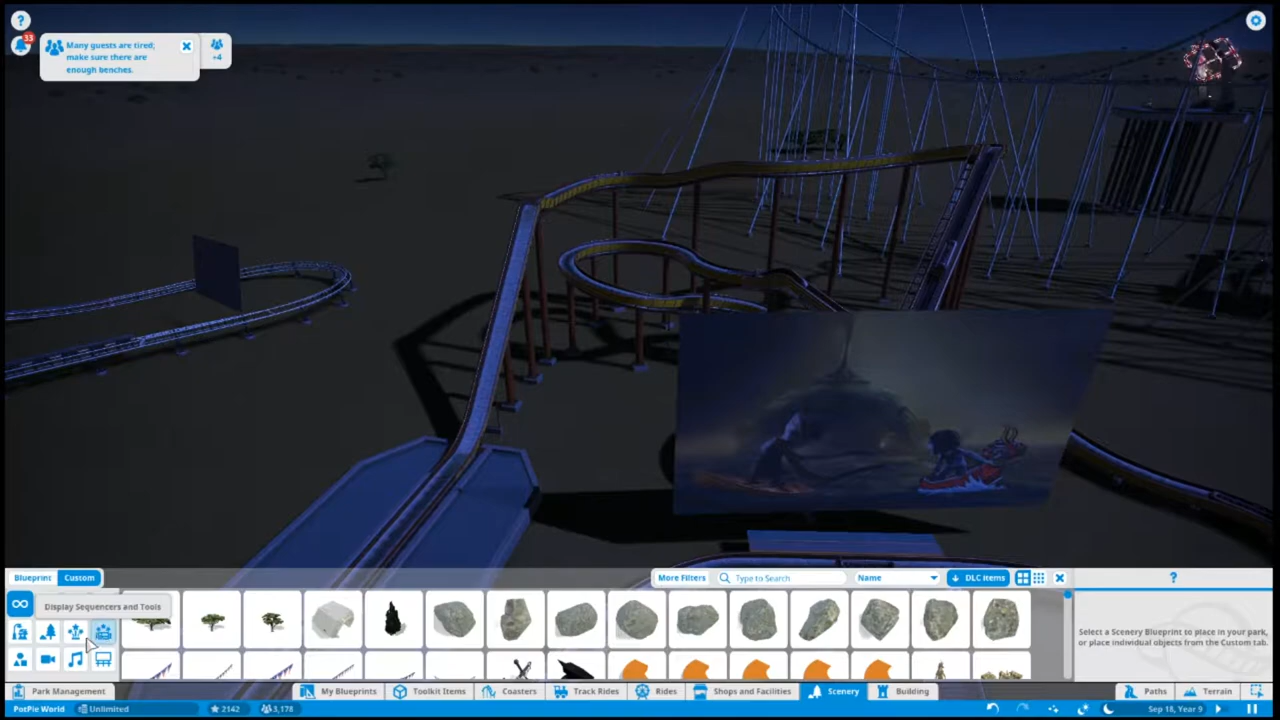 ?
33
Many guests are tired;
make sure there are
enough benches.
+4
Blueprint
Custom
More Filters
Type to Search
Name
DLC Items
?
Display Sequencers and Tools
Select a Scenery Blueprint to place in your park,
or place individual objects from the Custom tab.
Park Management
My Blueprints
Toolkit Items
Coasters
Track Rides
Rides
Shops and Facilities
Scenery
Building
Paths
Terrain
PotPie World
Unlimited
2142
3,178
Sep 18, Year 9